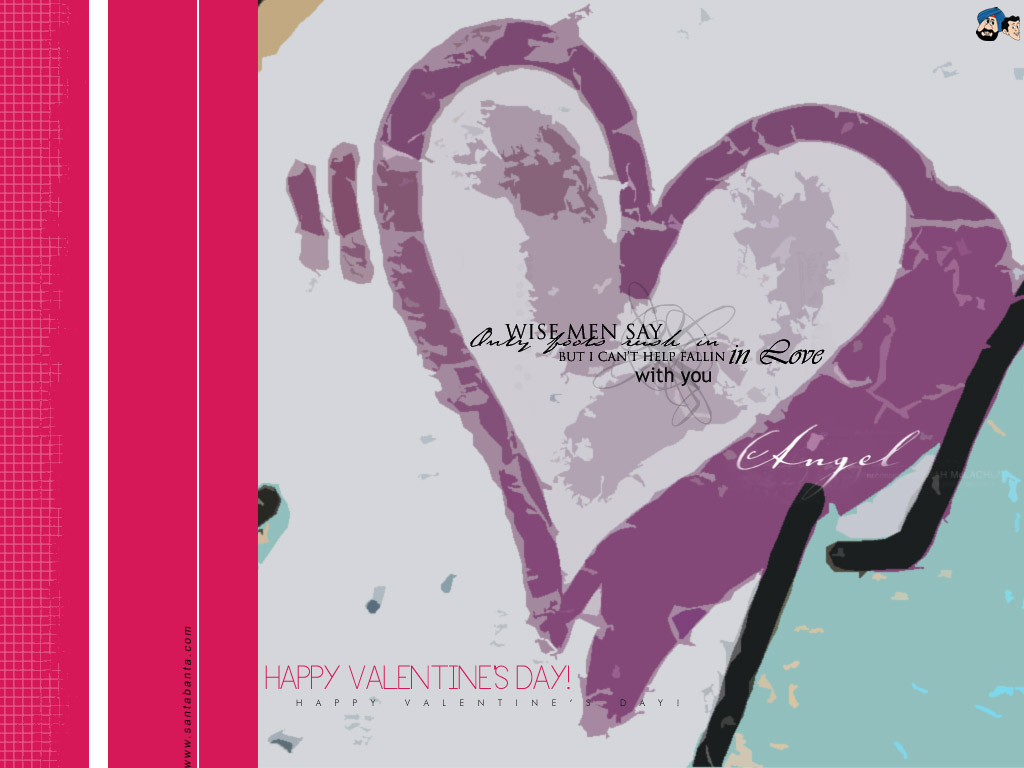 WISE MEN SAY
Only fools rush in
BUT I CAN'T HELP FALLIN in Love
with you
Angel
HAPPY VALENTINE'S DAY!
HAPPY VALENTINE'S DAY!
www.santabanta.com